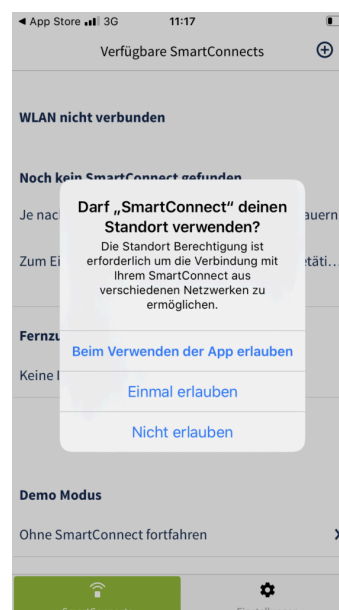 ◀ App Store 3G 11:17
Verfügbare SmartConnects
WLAN nicht verbunden
Noch kein SmartConnect gefunden
Je nac
auern
Zum Ei
etäti...
Darf „SmartConnect“ deinen
Standort verwenden?
Die Standort Berechtigung ist
erforderlich um die Verbindung mit
Ihrem SmartConnect aus
verschiedenen Netzwerken zu
ermöglichen.
Beim Verwenden der App erlauben
Einmal erlauben
Nicht erlauben
Fernzu
Keine
Demo Modus
Ohne SmartConnect fortfahren